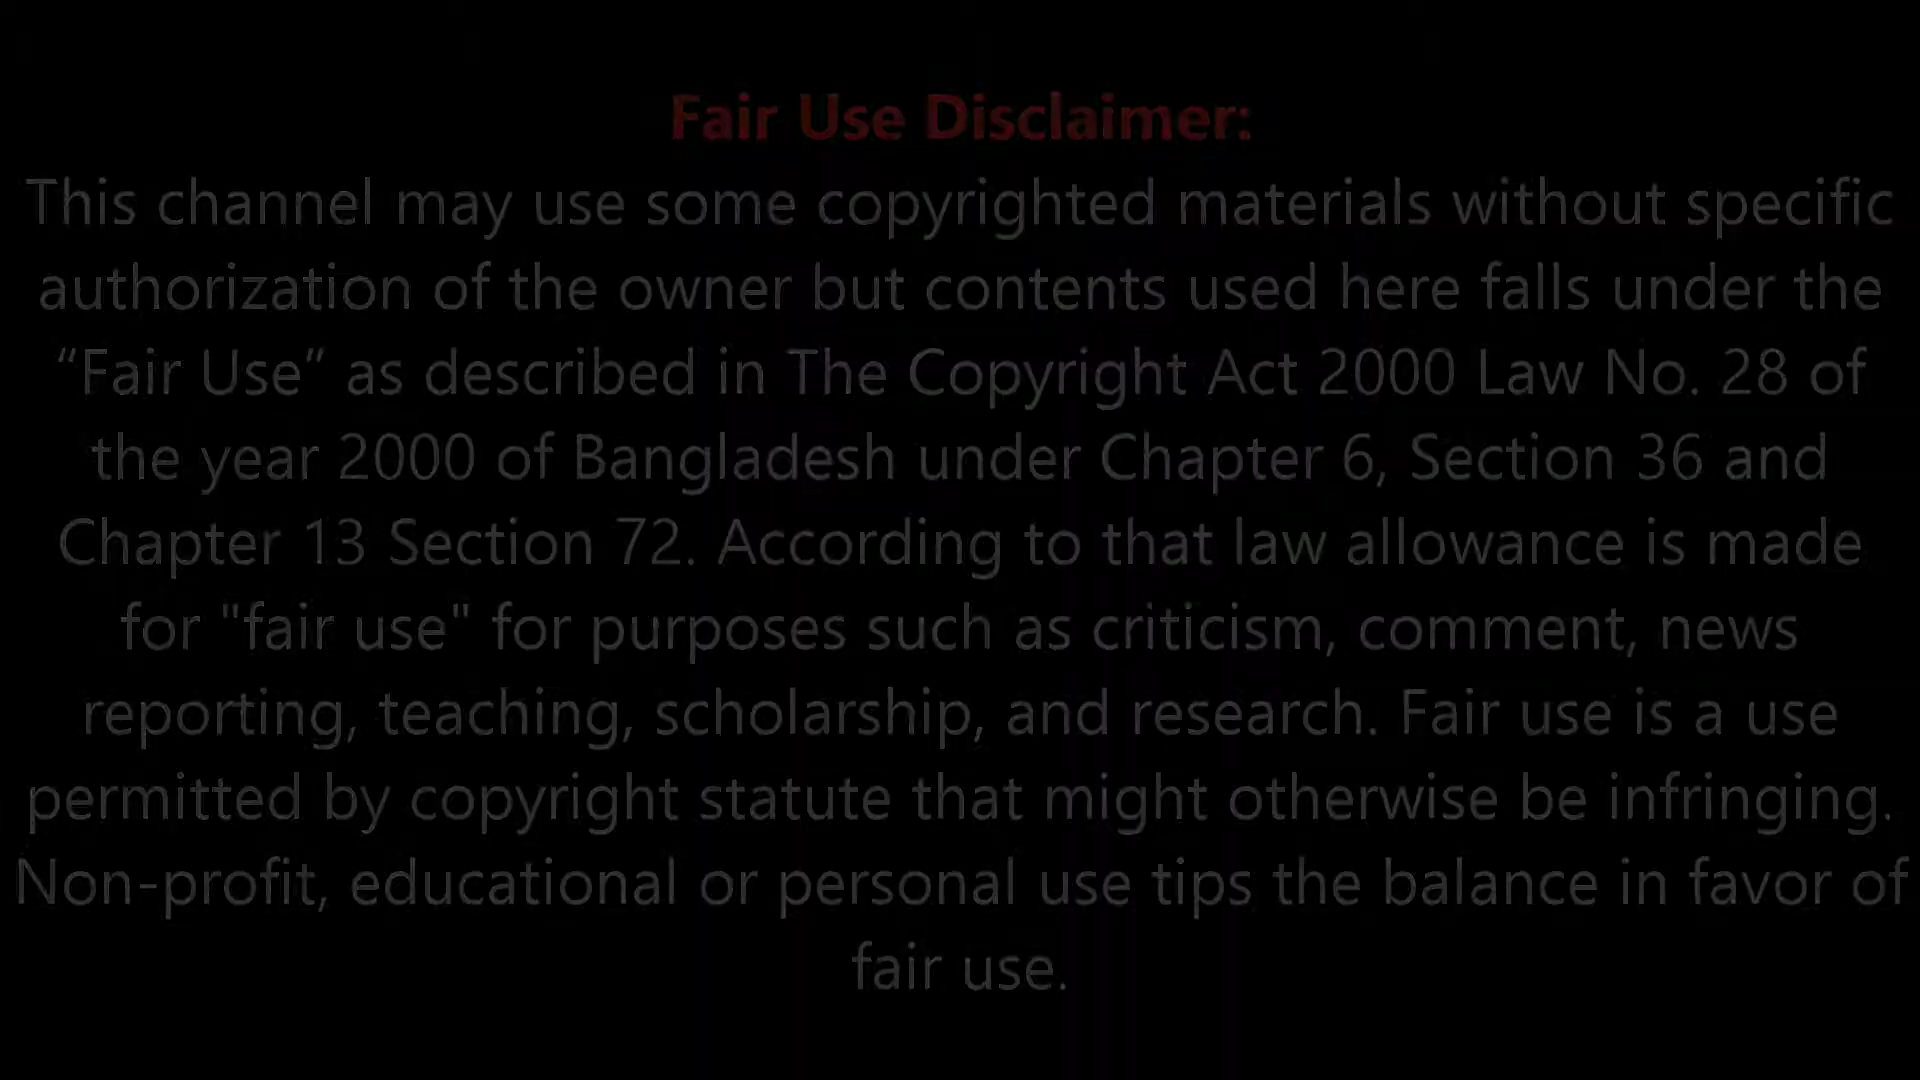 Fair Use Disclaimer:
This channel may use some copyrighted materials without specific
authorization of the owner but contents used here falls under the
“Fair Use” as described in The Copyright Act 2000 Law No. 28 of
the year 2000 of Bangladesh under Chapter 6, Section 36 and
Chapter 13 Section 72. According to that law allowance is made
for "fair use" for purposes such as criticism, comment, news
reporting, teaching, scholarship, and research. Fair use is a use
permitted by copyright statute that might otherwise be infringing.
Non-profit, educational or personal use tips the balance in favor of
fair use.